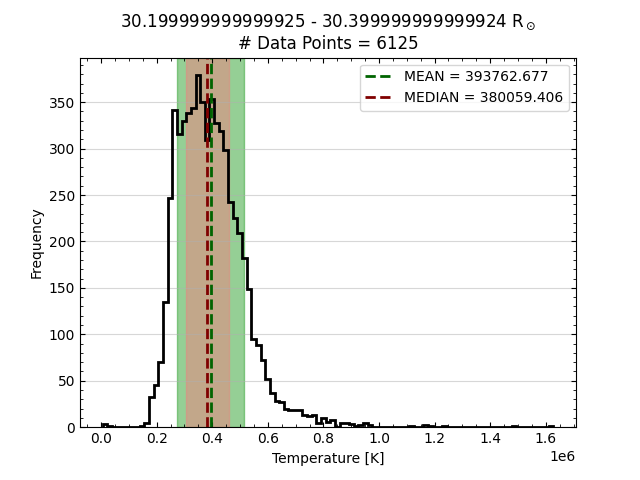 30.199999999999925 - 30.399999999999924 R⊙
# Data Points = 6125
MEAN = 393762.677
MEDIAN = 380059.406
Frequency
350
300
250
200
150
100
50
0
0.0 0.2 0.4 0.6 0.8 1.0 1.2 1.4 1.6
1e6
Temperature [K]